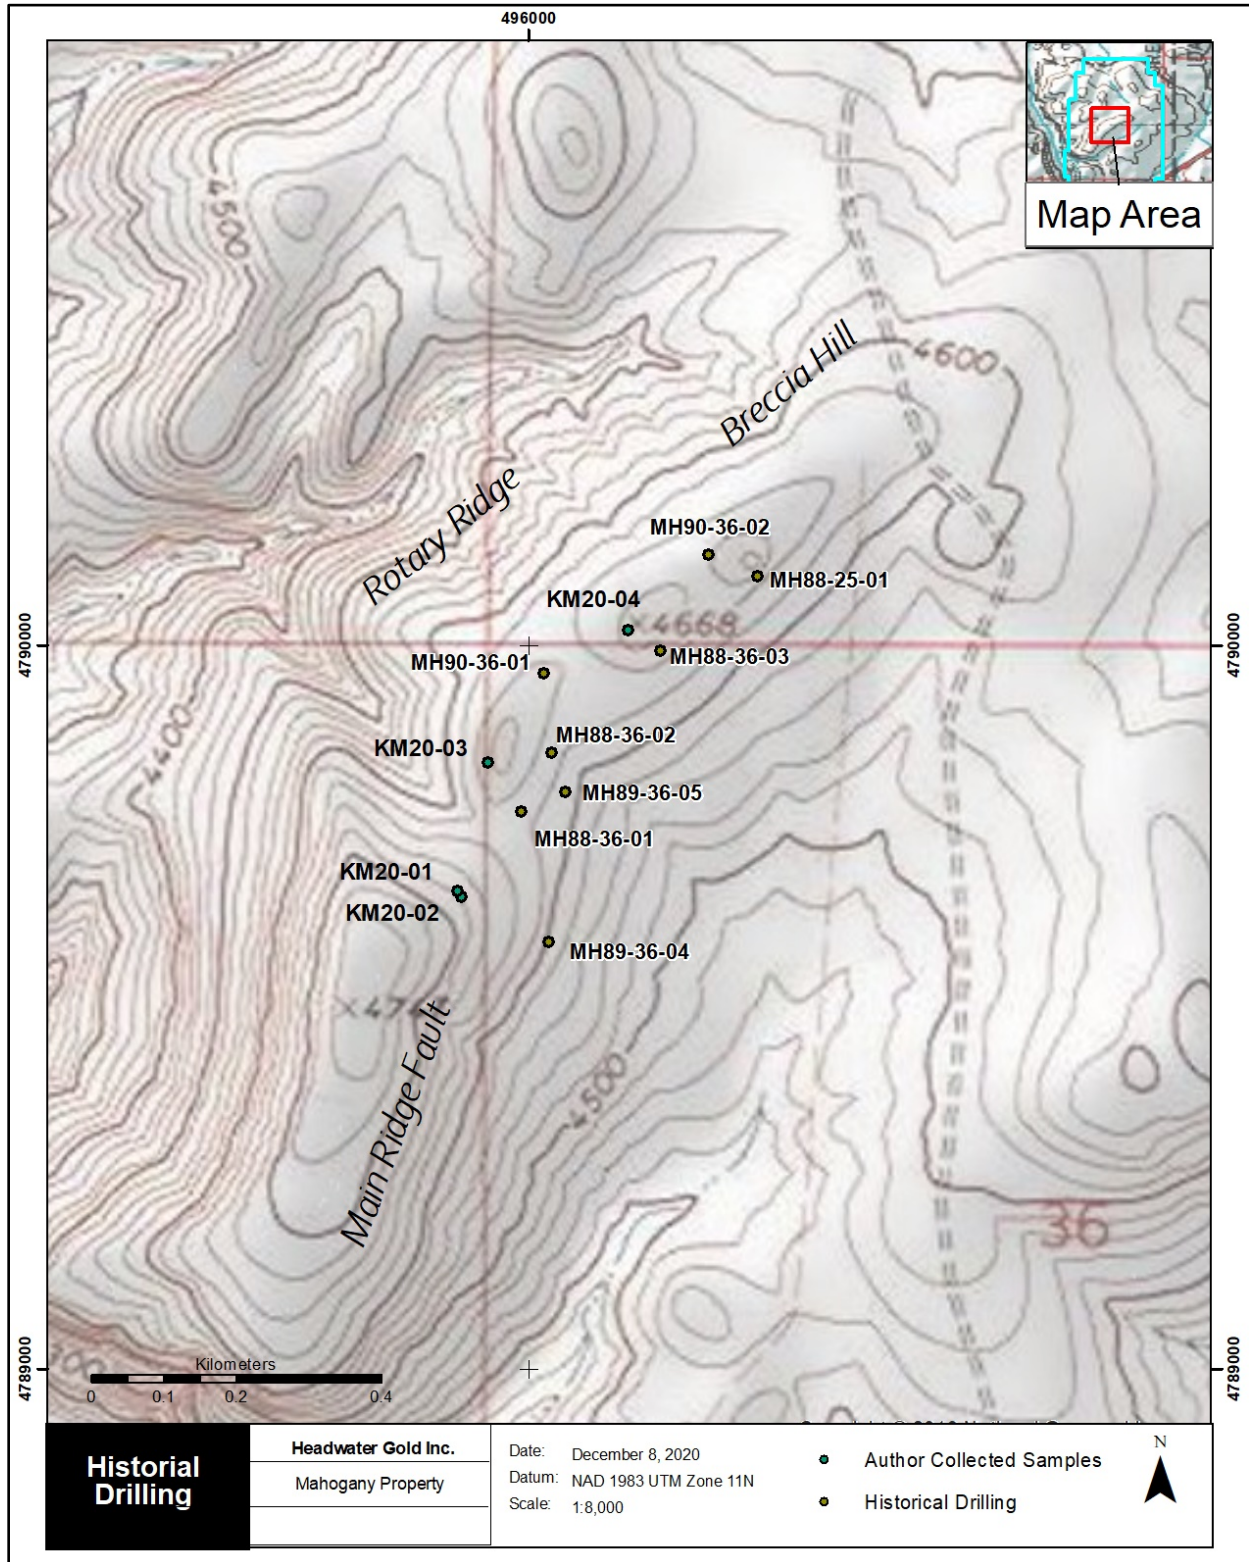 496000
Map Area
4500
4600
Breccia Hill
Rotary Ridge
MH90-36-02
MH88-25-01
KM20-04
×4668
4790000
4790000
MH88-36-03
MH90-36-01
4400
MH88-36-02
KM20-03
MH89-36-05
MH88-36-01
KM20-01
KM20-02
MH89-36-04
Main Ridge Fault
4500
36
Kilometers
0 0.1 0.2 0.4
4789000
4789000
Historial
Drilling
Headwater Gold Inc.
Mahogany Property
Date: December 8, 2020
Datum: NAD 1983 UTM Zone 11N
Scale: 1:8,000
Author Collected Samples
Historical Drilling
N